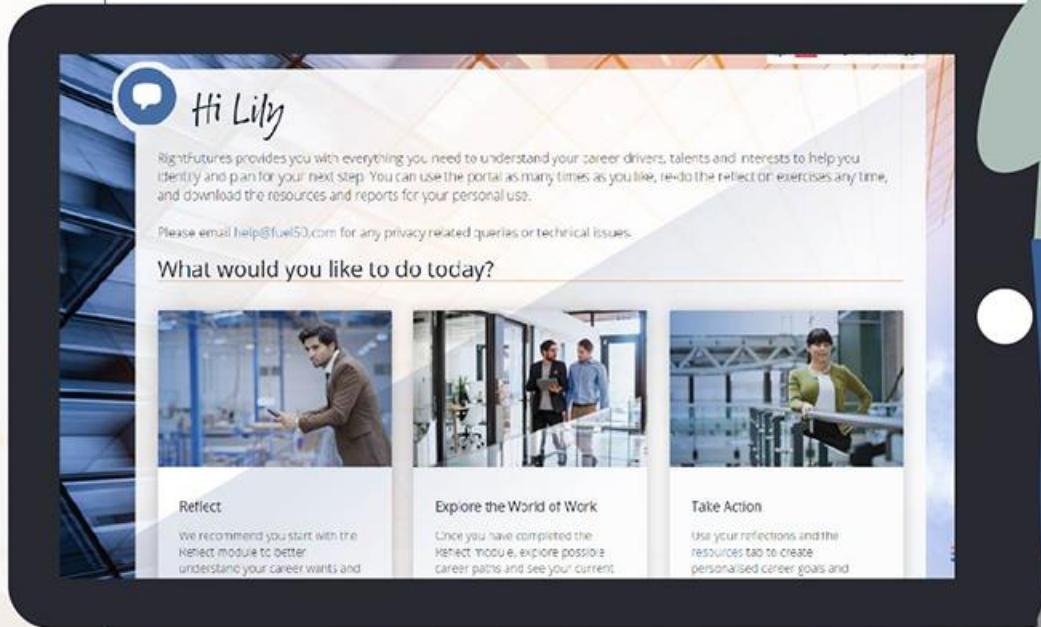 Hi Lily
RightFutures provides you with everything you need to understand your career drivers, talents and interests to help you
identify and plan for your next step. You can use the portal as many times as you like, re-do the reflection exercises any time,
and download the resources and reports for your personal use.
Please email help@fuel50.com for any privacy related queries or technical issues.
What would you like to do today?
Reflect
We recommend you start with the
Reflect module to better
understand your career wants and
Explore the World of Work
Once you have completed the
Reflect module, explore possible
career paths and see your current
Take Action
Use your reflections and the
resources tab to create
personalised career goals and